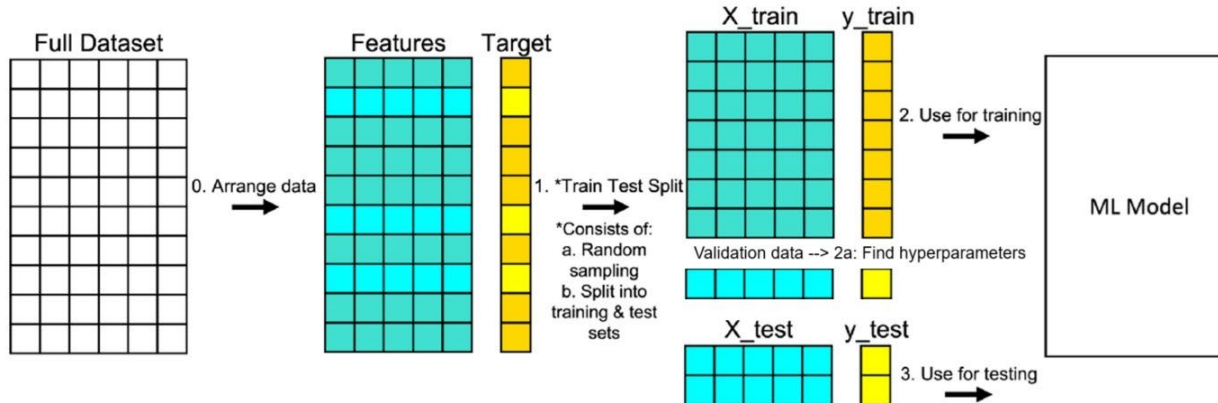 Full Dataset
0. Arrange data
Features
Target
1. *Train Test Split
*Consists of:
a. Random
sampling
b. Split into
training & test
sets
X_train
y_train
2. Use for training
Validation data --> 2a: Find hyperparameters
X_test
y_test
3. Use for testing
ML Model